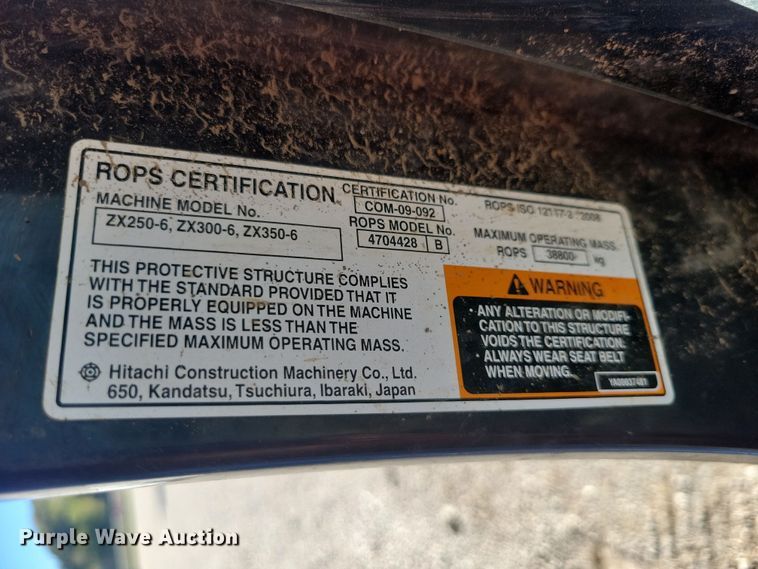 ROPS CERTIFICATION
MACHINE MODEL No.
ZX250-6, ZX300-6, ZX350-6
CERTIFICATION No.
COM-09-092
ROPS MODEL No.
4704428 B
ROPS ISO 12117-2 : 2008
MAXIMUM OPERATING MASS
ROPS 38800 kg
THIS PROTECTIVE STRUCTURE COMPLIES
WITH THE STANDARD PROVIDED THAT IT
IS PROPERLY EQUIPPED ON THE MACHINE
AND THE MASS IS LESS THAN THE
SPECIFIED MAXIMUM OPERATING MASS.
Hitachi Construction Machinery Co., Ltd.
650, Kandatsu, Tsuchiura, Ibaraki, Japan
WARNING
· ANY ALTERATION OR MODIFI-
CATION TO THIS STRUCTURE
VOIDS THE CERTIFICATION.
· ALWAYS WEAR SEAT BELT
WHEN MOVING.
Purple Wave Auction